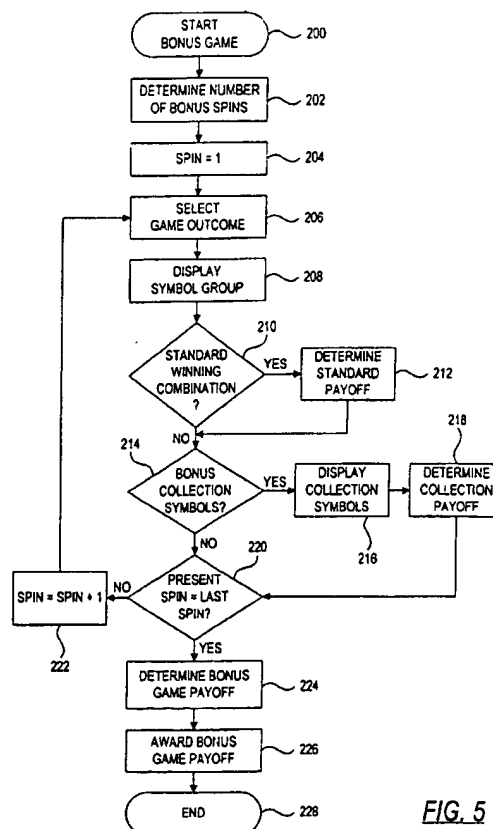 START
BONUS GAME
200
DETERMINE NUMBER
OF BONUS SPINS
202
SPIN = 1
204
SELECT
GAME OUTCOME
206
DISPLAY
SYMBOL GROUP
208
210
STANDARD
WINNING
COMBINATION
?
YES
DETERMINE
STANDARD
PAYOFF
212
NO
214
BONUS
COLLECTION
SYMBOLS?
YES
DISPLAY
COLLECTION
SYMBOLS
216
218
DETERMINE
COLLECTION
PAYOFF
NO
220
PRESENT
SPIN = LAST
SPIN?
NO
SPIN = SPIN + 1
222
YES
DETERMINE BONUS
GAME PAYOFF
224
AWARD BONUS
GAME PAYOFF
226
END
228
FIG. 5